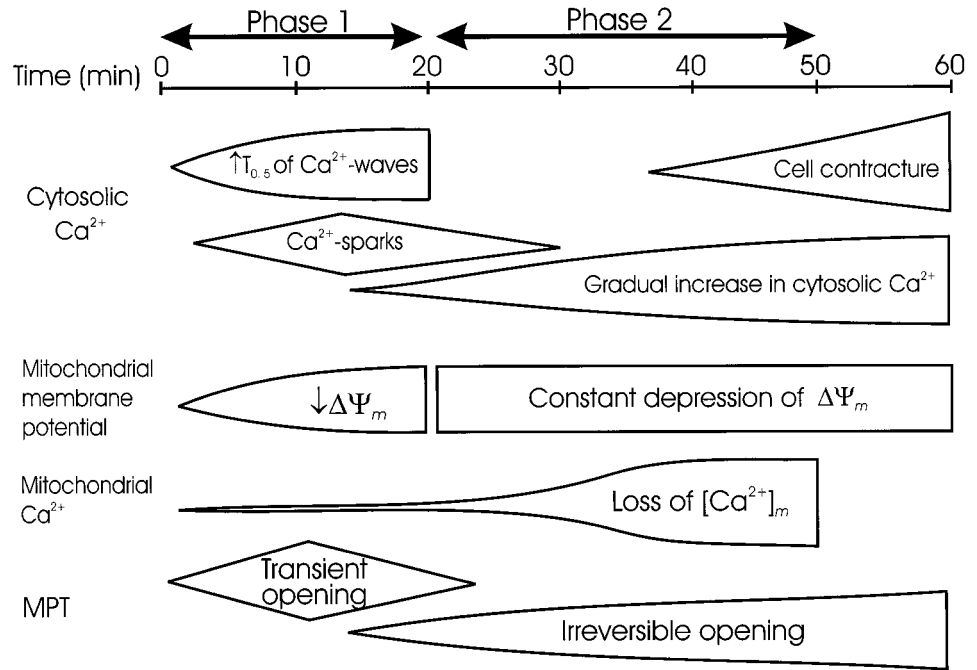 Phase 1 Phase 2
Time (min) 0 10 20 30 40 50 60
↑T₀.₅ of Ca²⁺-waves
Cell contracture
Cytosolic
Ca²⁺
Ca²⁺-sparks
Gradual increase in cytosolic Ca²⁺
Mitochondrial
membrane
potential
↓ΔΨₘ
Constant depression of ΔΨₘ
Mitochondrial
Ca²⁺
Loss of [Ca²⁺]ₘ
MPT
Transient
opening
Irreversible opening